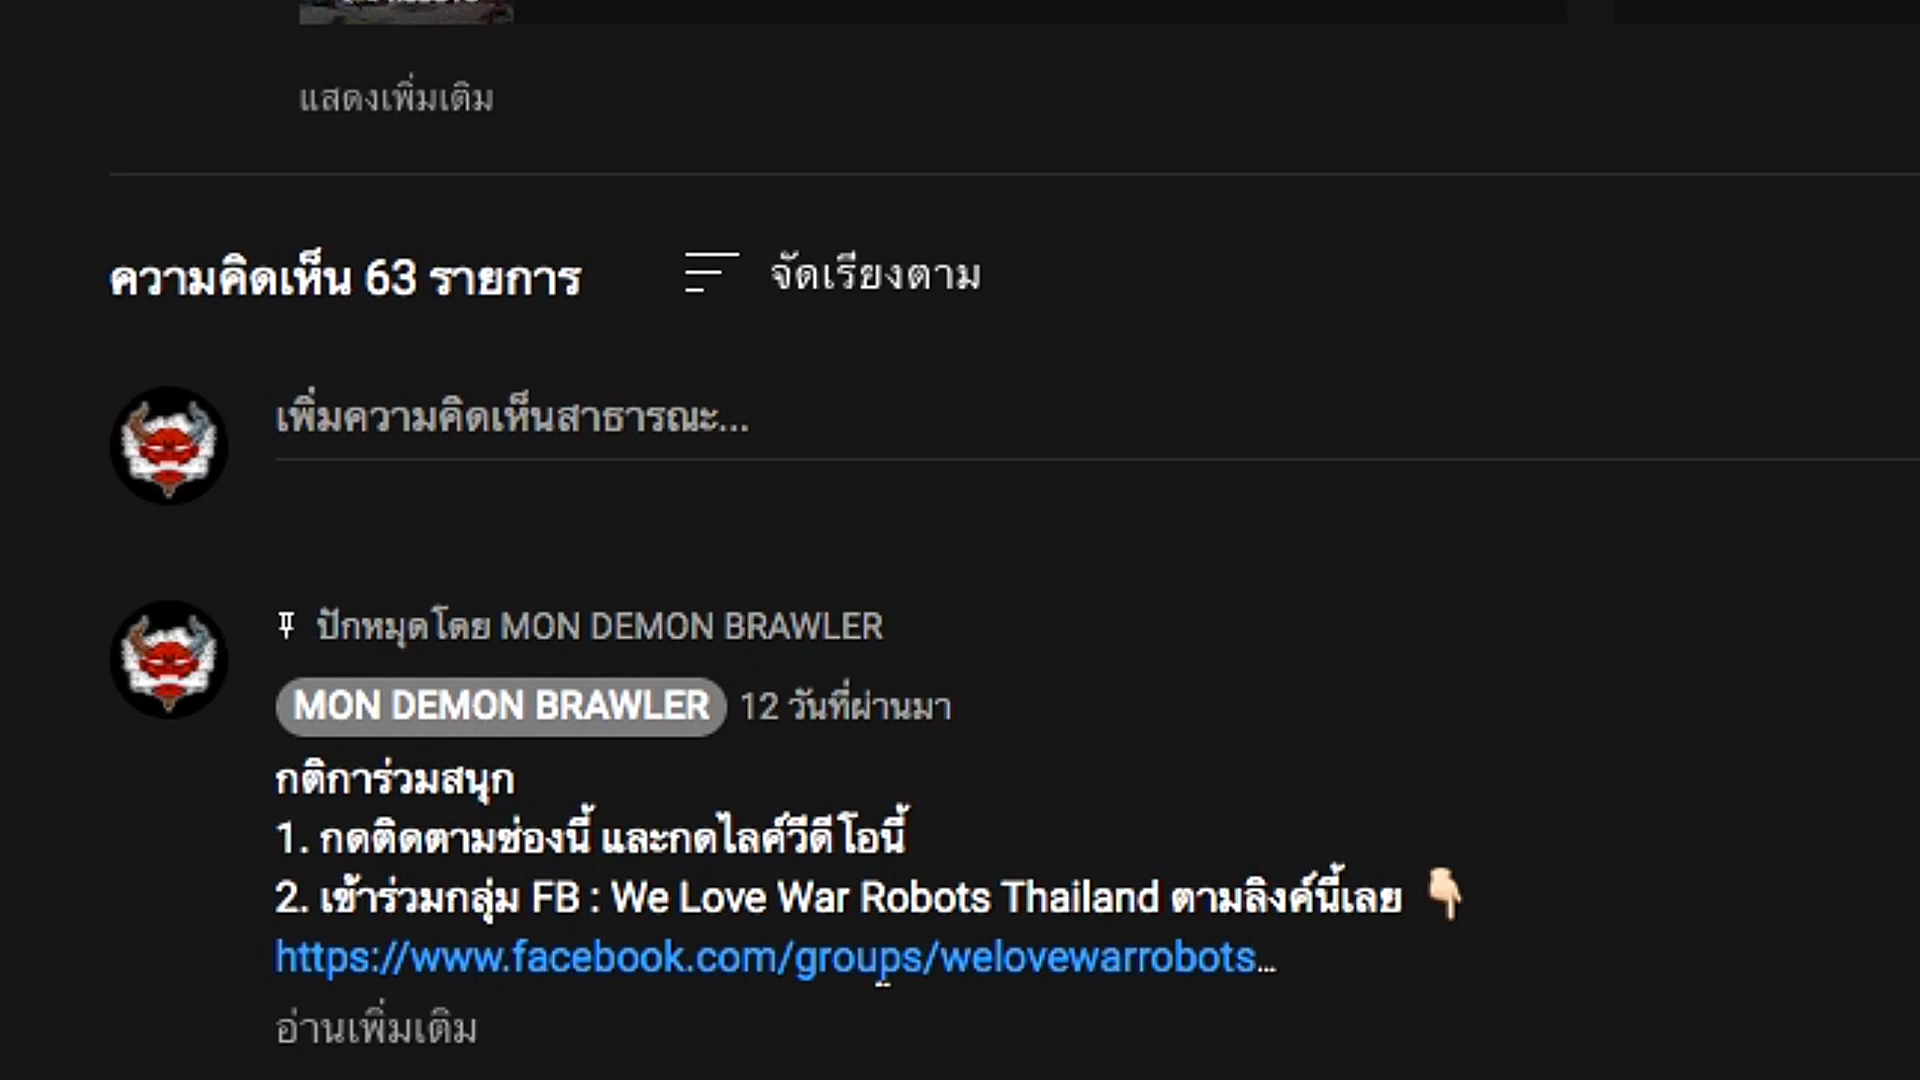 แสดงเพิ่มเติม
ความคิดเห็น 63 รายการ
จัดเรียงตาม
เพิ่มความคิดเห็นสาธารณะ...
ปักหมุดโดย MON DEMON BRAWLER
MON DEMON BRAWLER 12 วันที่ผ่านมา
กติการ่วมสนุก
1. กดติดตามช่องนี้ และกดไลค์วีดีโอนี้
2. เข้าร่วมกลุ่ม FB : We Love War Robots Thailand ตามลิงค์นี้เลย 👇🏻
https://www.facebook.com/groups/welovewarrobots...
อ่านเพิ่มเติม